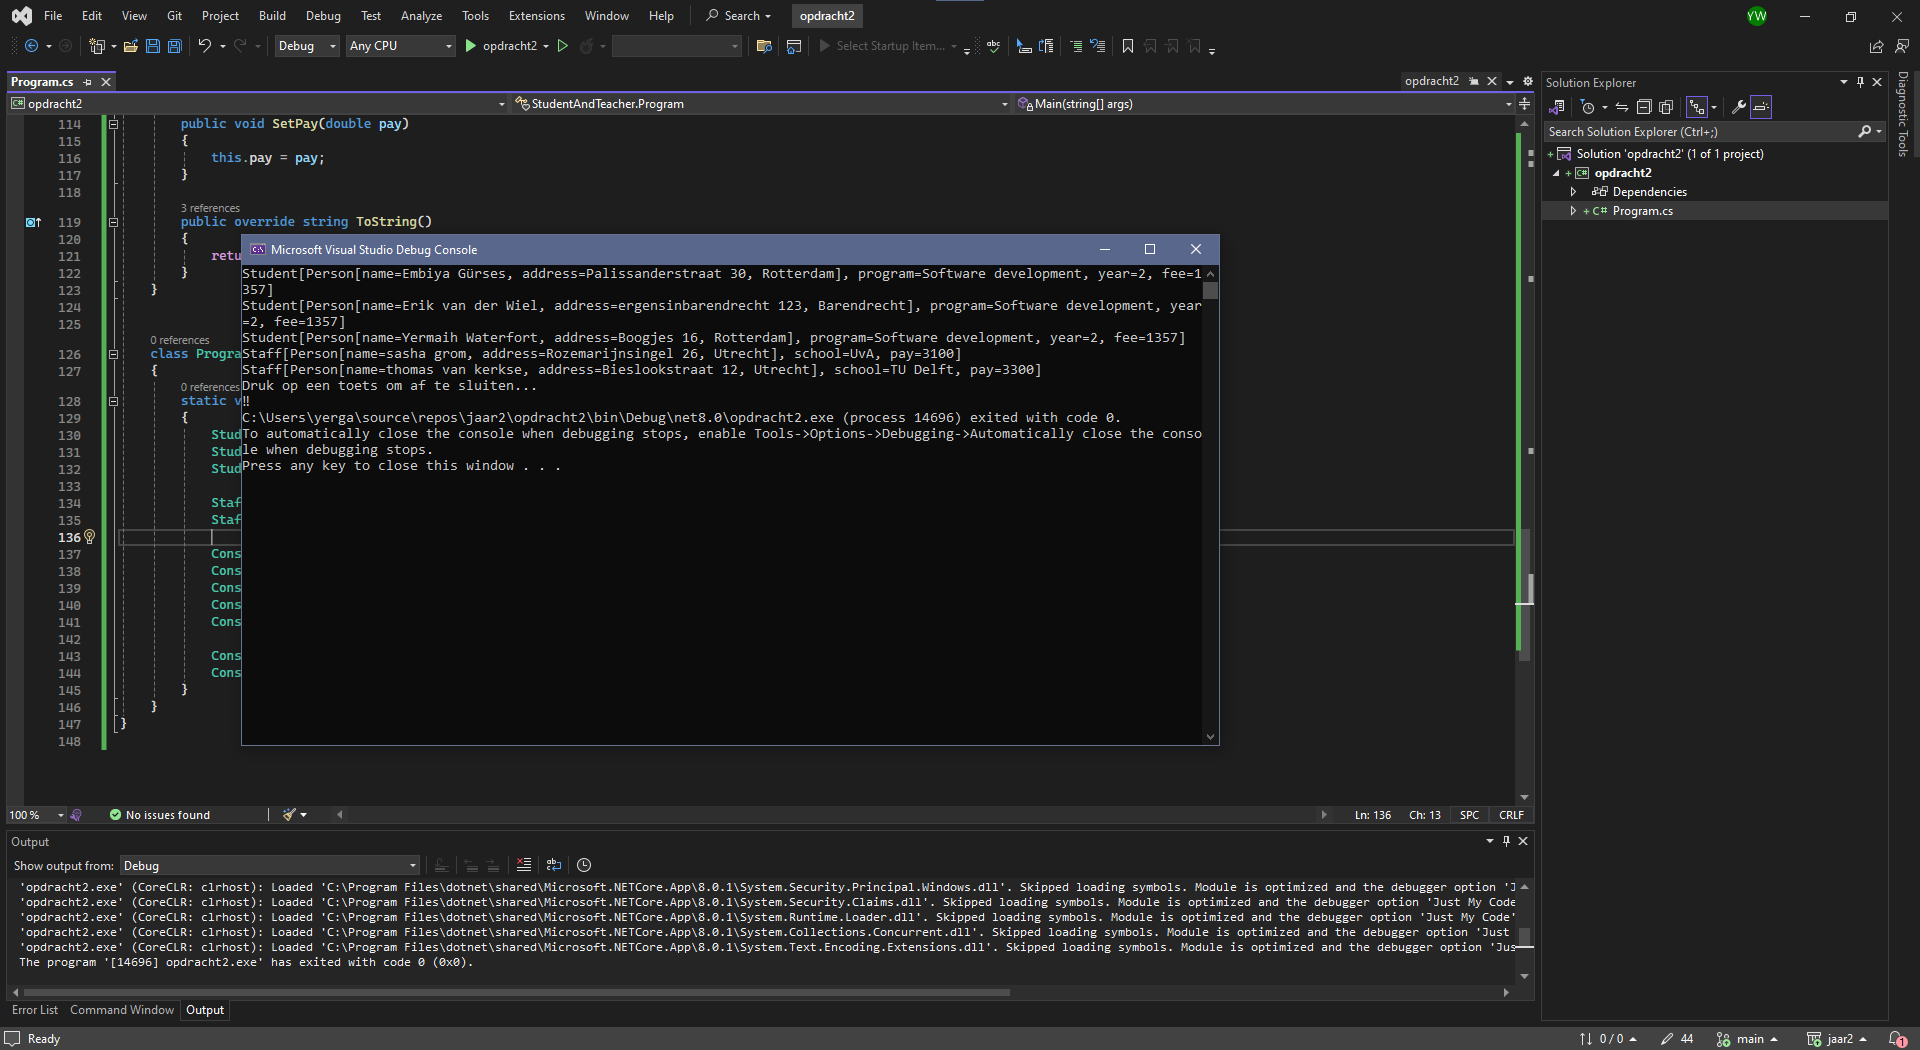 File Edit View Git Project Build Debug Test Analyze Tools Extensions Window Help Search opdracht2 YW
Debug Any CPU opdracht2 Select Startup Item...
Program.cs opdracht2
opdracht2 StudentAndTeacher.Program Main(string[] args)
114 public void SetPay(double pay)
115 {
116 this.pay = pay;
117 }
118
3 references
119 public override string ToString()
120 {
121 retu
122 }
123 }
124
125
0 references
126 class Progra
127 {
0 references
128 static v
129 {
130 Stud
131 Stud
132 Stud
133
134 Staf
135 Staf
136
137 Cons
138 Cons
139 Cons
140 Cons
141 Cons
142
143 Cons
144 Cons
145 }
146 }
147 }
148
Microsoft Visual Studio Debug Console
Student[Person[name=Embiya Gürses, address=Palissanderstraat 30, Rotterdam], program=Software development, year=2, fee=1
357]
Student[Person[name=Erik van der Wiel, address=ergensinbarendrecht 123, Barendrecht], program=Software development, year
=2, fee=1357]
Student[Person[name=Yermaih Waterfort, address=Boogjes 16, Rotterdam], program=Software development, year=2, fee=1357]
Staff[Person[name=sasha grom, address=Rozemarijnsingel 26, Utrecht], school=UvA, pay=3100]
Staff[Person[name=thomas van kerkse, address=Bieslookstraat 12, Utrecht], school=TU Delft, pay=3300]
Druk op een toets om af te sluiten...
‼
C:\Users\yerga\source\repos\jaar2\opdracht2\bin\Debug\net8.0\opdracht2.exe (process 14696) exited with code 0.
To automatically close the console when debugging stops, enable Tools->Options->Debugging->Automatically close the conso
le when debugging stops.
Press any key to close this window . . .
100 % No issues found Ln: 136 Ch: 13 SPC CRLF
Output
Show output from: Debug
'opdracht2.exe' (CoreCLR: clrhost): Loaded 'C:\Program Files\dotnet\shared\Microsoft.NETCore.App\8.0.1\System.Security.Principal.Windows.dll'. Skipped loading symbols. Module is optimized and the debugger option 'J
'opdracht2.exe' (CoreCLR: clrhost): Loaded 'C:\Program Files\dotnet\shared\Microsoft.NETCore.App\8.0.1\System.Security.Claims.dll'. Skipped loading symbols. Module is optimized and the debugger option 'Just My Code
'opdracht2.exe' (CoreCLR: clrhost): Loaded 'C:\Program Files\dotnet\shared\Microsoft.NETCore.App\8.0.1\System.Runtime.Loader.dll'. Skipped loading symbols. Module is optimized and the debugger option 'Just My Code'
'opdracht2.exe' (CoreCLR: clrhost): Loaded 'C:\Program Files\dotnet\shared\Microsoft.NETCore.App\8.0.1\System.Collections.Concurrent.dll'. Skipped loading symbols. Module is optimized and the debugger option 'Just
'opdracht2.exe' (CoreCLR: clrhost): Loaded 'C:\Program Files\dotnet\shared\Microsoft.NETCore.App\8.0.1\System.Text.Encoding.Extensions.dll'. Skipped loading symbols. Module is optimized and the debugger option 'Jus
The program '[14696] opdracht2.exe' has exited with code 0 (0x0).
Error List Command Window Output
Ready 0 / 0 44 main jaar2 1
Solution Explorer
Search Solution Explorer (Ctrl+;)
Solution 'opdracht2' (1 of 1 project)
opdracht2
Dependencies
C# Program.cs
Diagnostic Tools